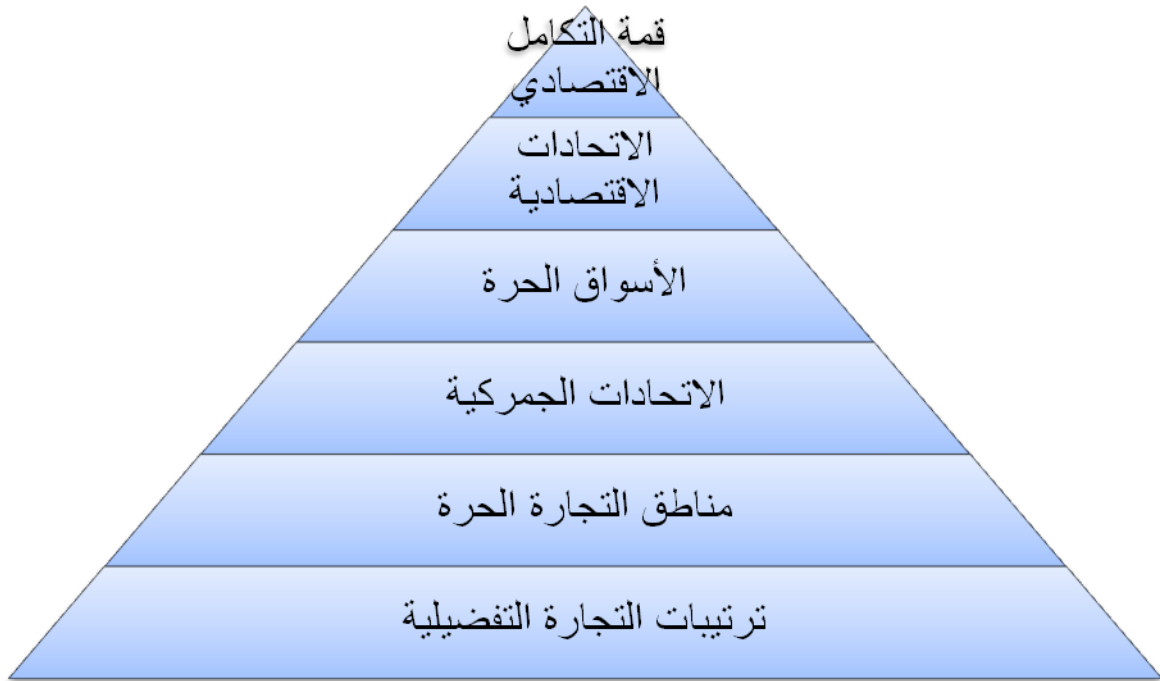 قمة التكامل
الاقتصادي
الاتحادات
الاقتصادية
الأسواق الحرة
الاتحادات الجمركية
مناطق التجارة الحرة
ترتيبات التجارة التفضيلية